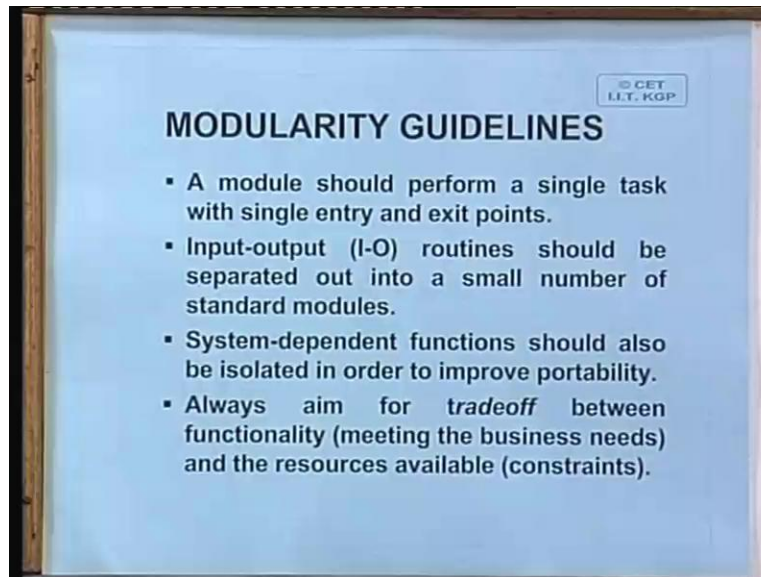 © CET
I.I.T. KGP
MODULARITY GUIDELINES
▪ A module should perform a single task
with single entry and exit points.
▪ Input-output (I-O) routines should be
separated out into a small number of
standard modules.
▪ System-dependent functions should also
be isolated in order to improve portability.
▪ Always aim for tradeoff between
functionality (meeting the business needs)
and the resources available (constraints).